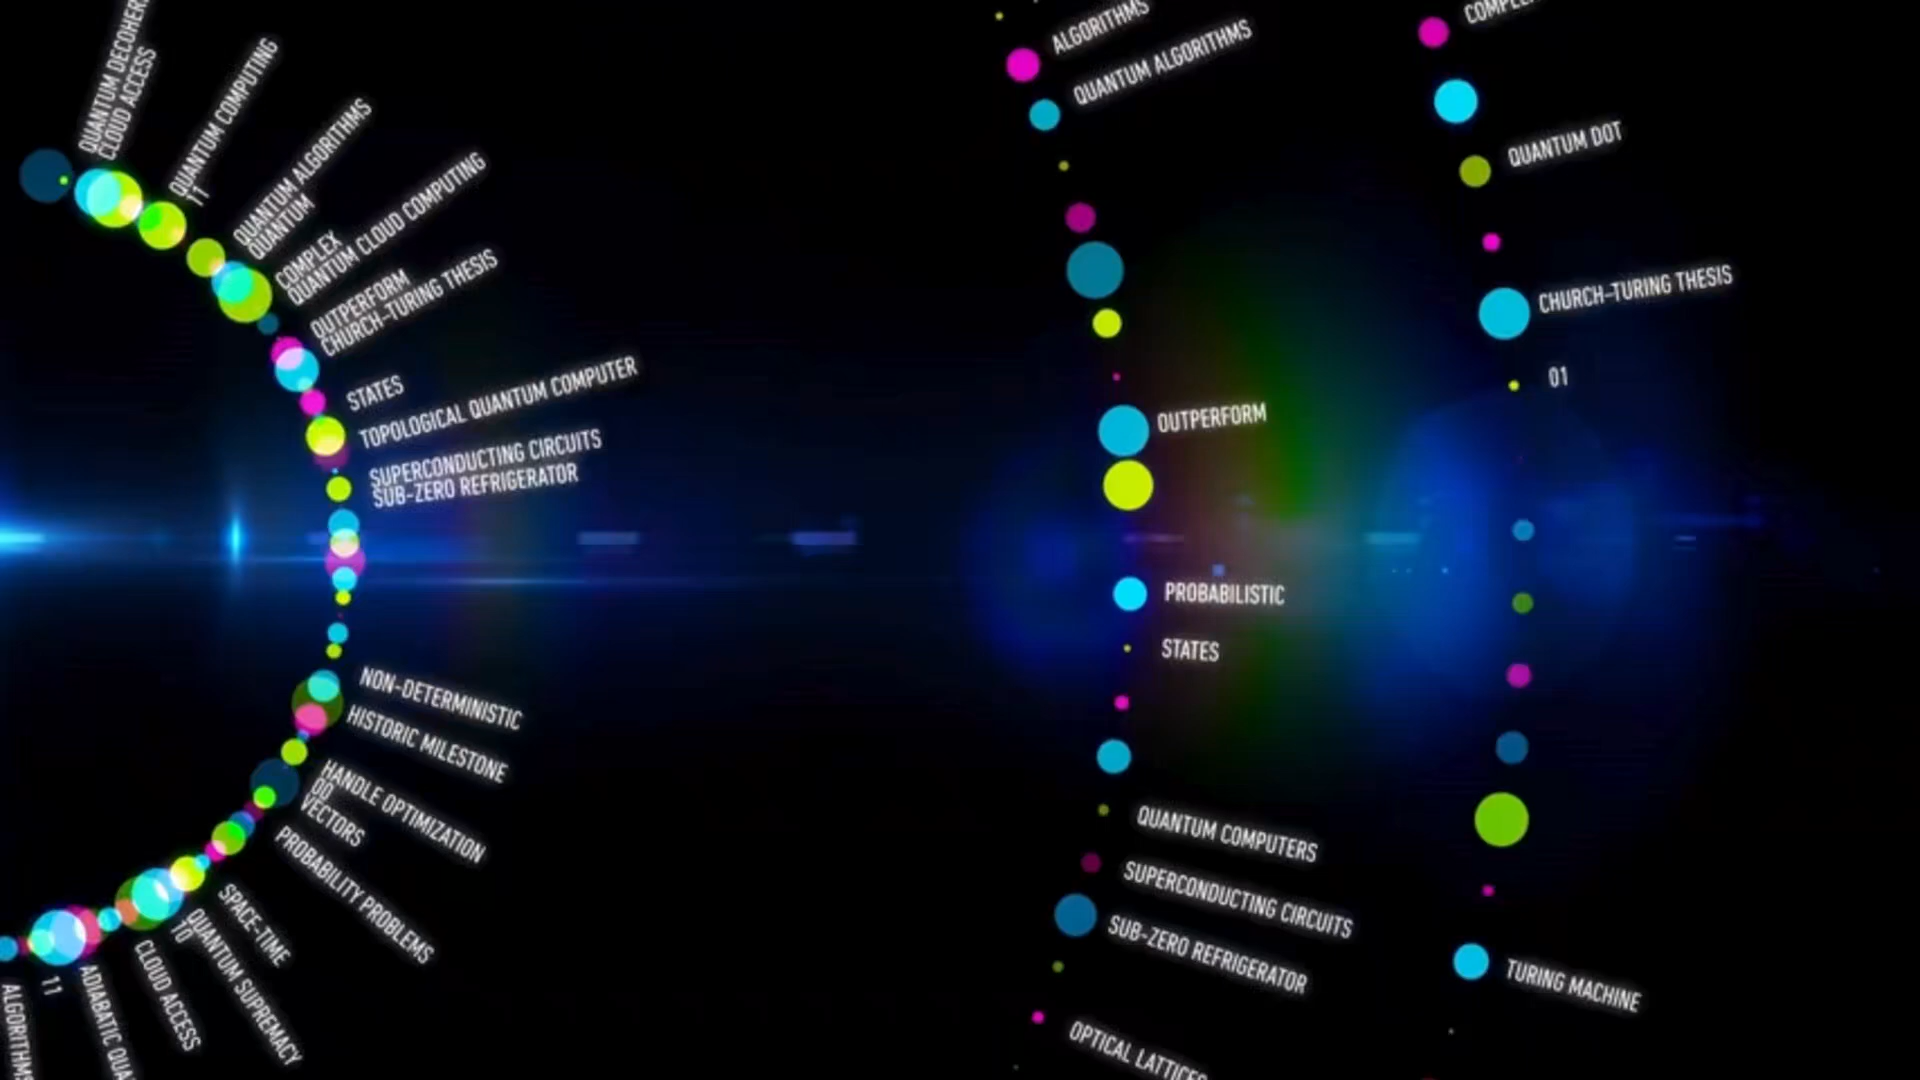 QUANTUM DECOHER
CLOUD ACCESS
QUANTUM COMPUTING
11
QUANTUM ALGORITHMS
QUANTUM
COMPLEX
QUANTUM CLOUD COMPUTING
OUTPERFORM
CHURCH-TURING THESIS
STATES
TOPOLOGICAL QUANTUM COMPUTER
SUPERCONDUCTING CIRCUITS
SUB-ZERO REFRIGERATOR
NON-DETERMINISTIC
HISTORIC MILESTONE
HANDLE OPTIMIZATION
00
VECTORS
PROBABILITY PROBLEMS
SPACE-TIME
QUANTUM SUPREMACY
10
CLOUD ACCESS
ADIABATIC QUA
11
ALGORITHMS
ALGORITHMS
QUANTUM ALGORITHMS
OUTPERFORM
PROBABILISTIC
STATES
QUANTUM COMPUTERS
SUPERCONDUCTING CIRCUITS
SUB-ZERO REFRIGERATOR
OPTICAL LATTICES
COMPLE
QUANTUM DOT
CHURCH-TURING THESIS
01
TURING MACHINE